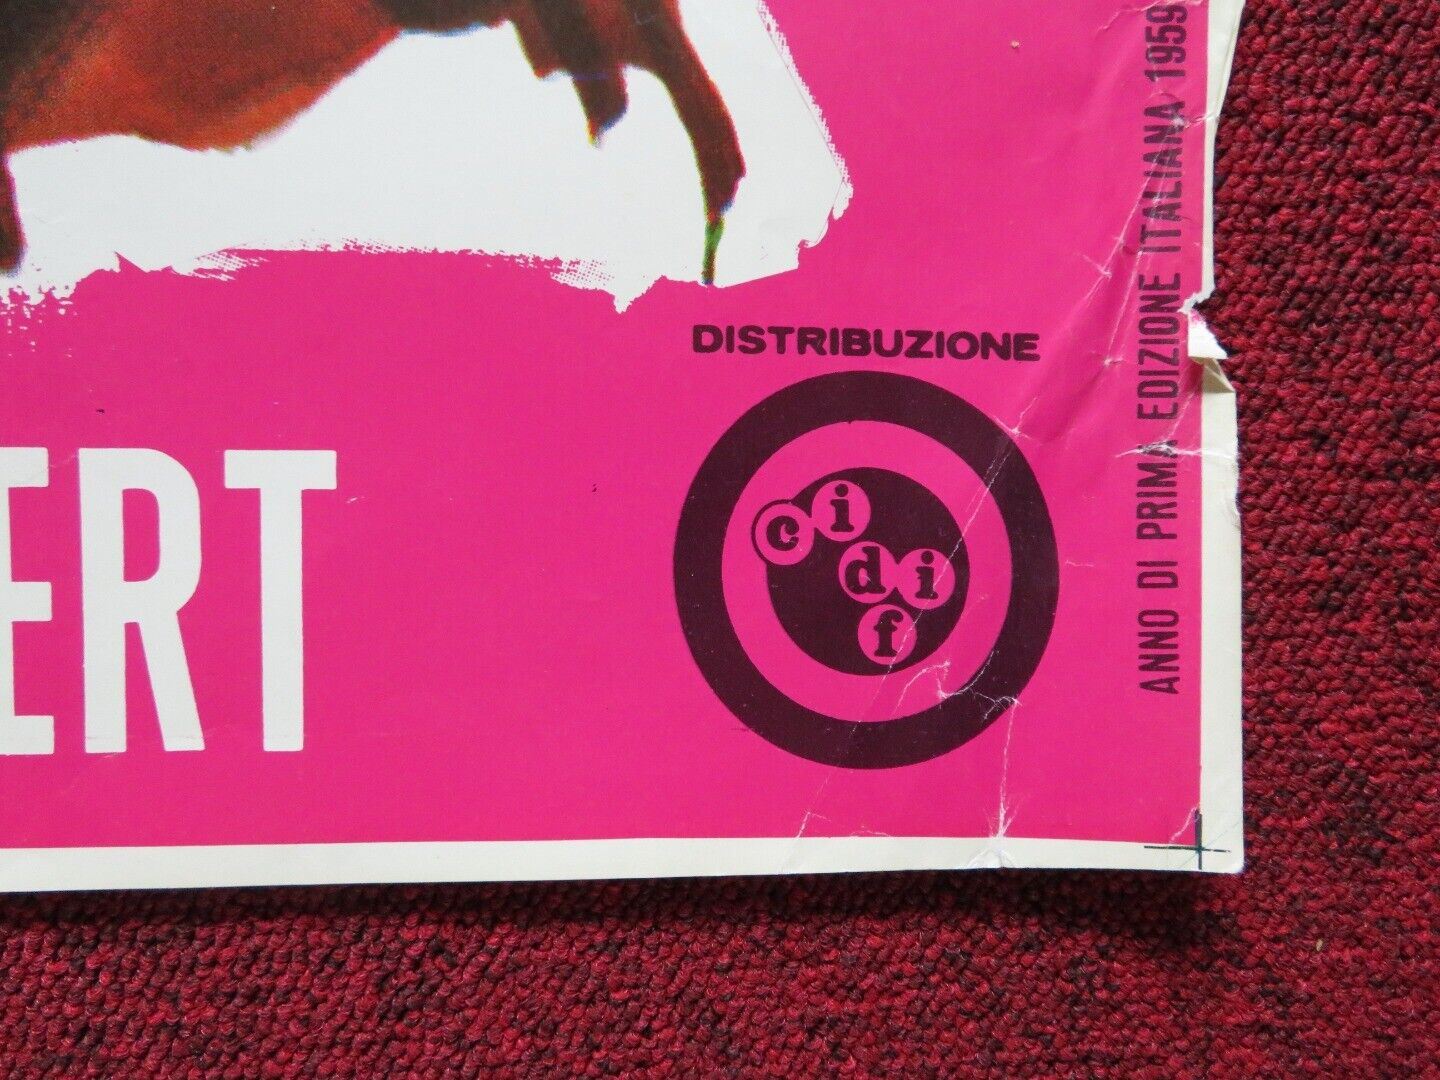 DISTRIBUZIONE
cidif
ERT
ANNO DI PRIMA EDIZIONE ITALIANA 1959